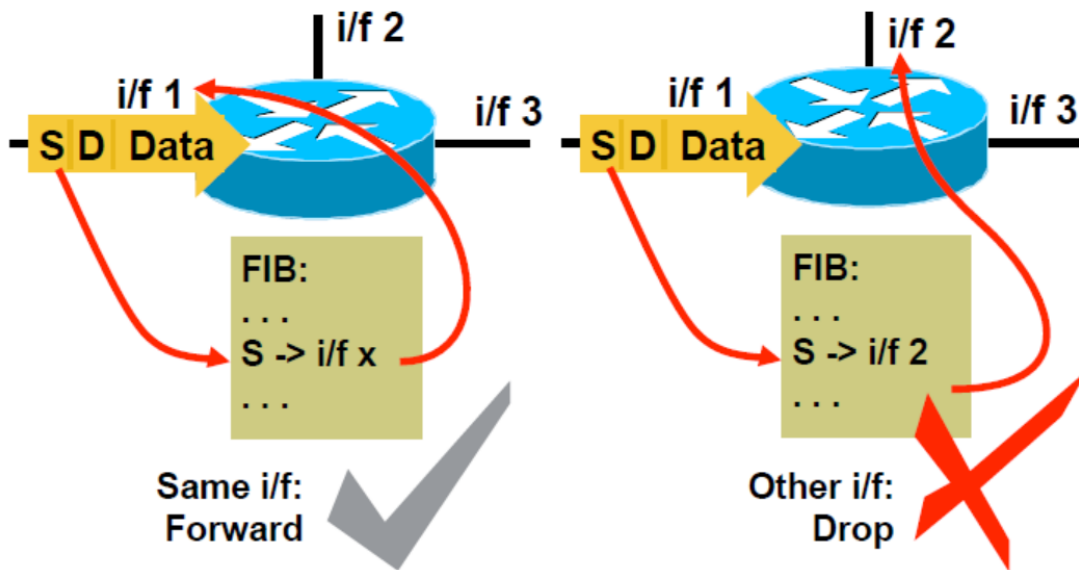 i/f 2
i/f 1
i/f 3
S D Data
FIB:
. . .
S -> i/f x
. . .
Same i/f:
Forward
i/f 2
i/f 1
i/f 3
S D Data
FIB:
. . .
S -> i/f 2
. . .
Other i/f:
Drop